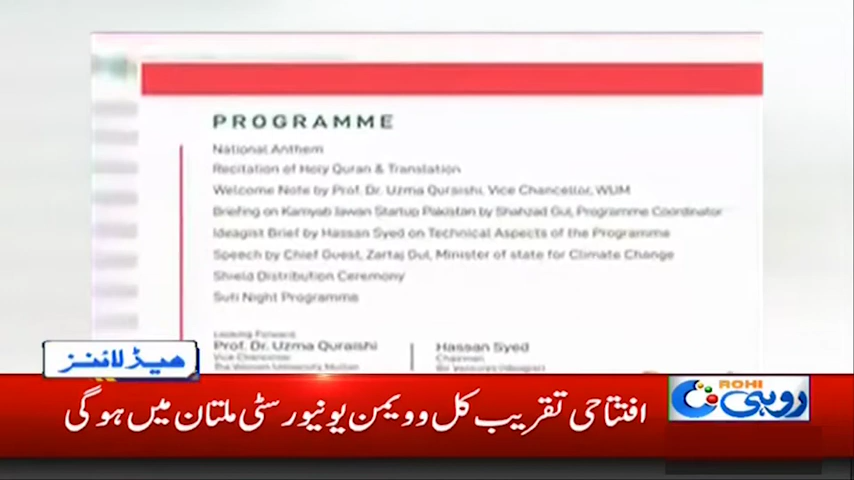 PROGRAMME
National Anthem
Recitation of Holy Quran & Translation
Welcome Note by Prof. Dr. Uzma Quraishi, Vice Chancellor, WUM
Briefing on Kamyab Jawan Startup Pakistan by Shahzad Gul, Programme Coordinator
Ideagist Brief by Hassan Syed on Technical Aspects of the Programme
Speech by Chief Guest, Zartaj Gul, Minister of state for Climate Change
Shield Distribution Ceremony
Sufi Night Programme
Looking Forward
Prof. Dr. Uzma Quraishi
Vice Chancellor
The Women University Multan
Hassan Syed
Chairman
ہیڈلائنز
ROHI
روہی
افتتاحی تقریب کل وویمن یونیورسٹی ملتان میں ہوگی